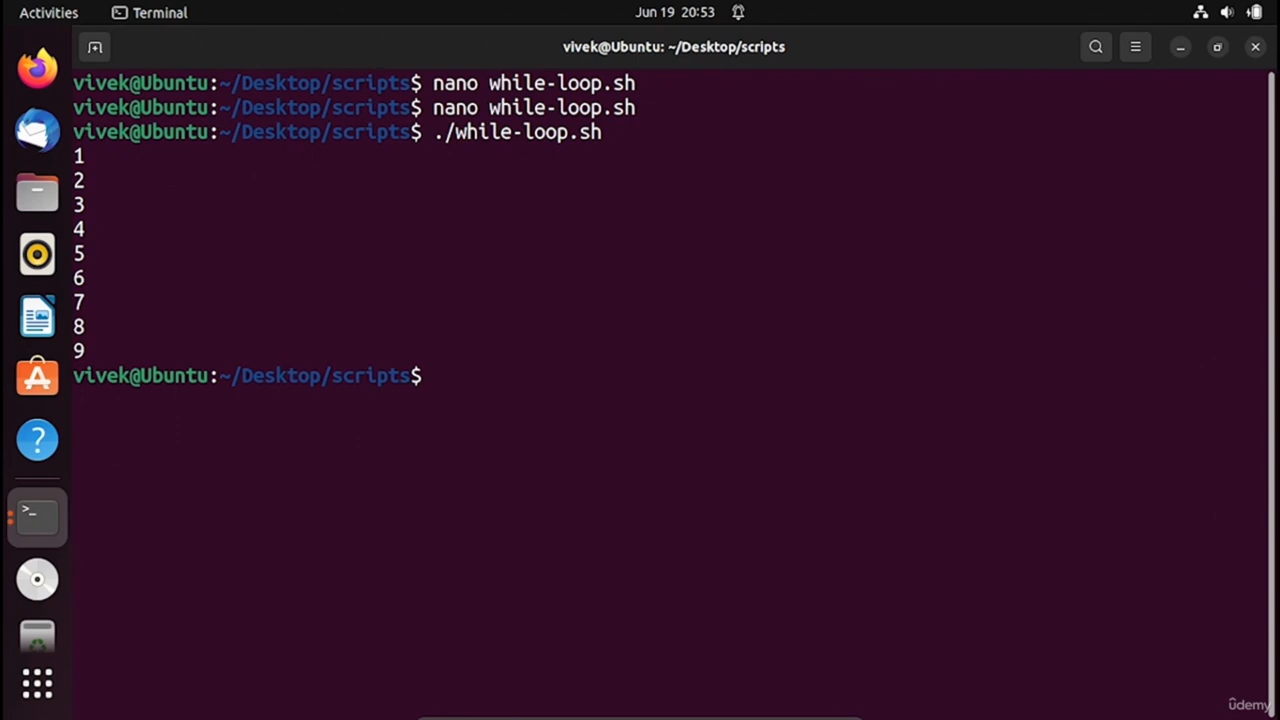 Activities
Terminal
Jun 19 20:53
vivek@Ubuntu: ~/Desktop/scripts
vivek@Ubuntu:~/Desktop/scripts$ nano while-loop.sh
vivek@Ubuntu:~/Desktop/scripts$ nano while-loop.sh
vivek@Ubuntu:~/Desktop/scripts$ ./while-loop.sh
1
2
3
4
5
6
7
8
9
vivek@Ubuntu:~/Desktop/scripts$
ûdemy